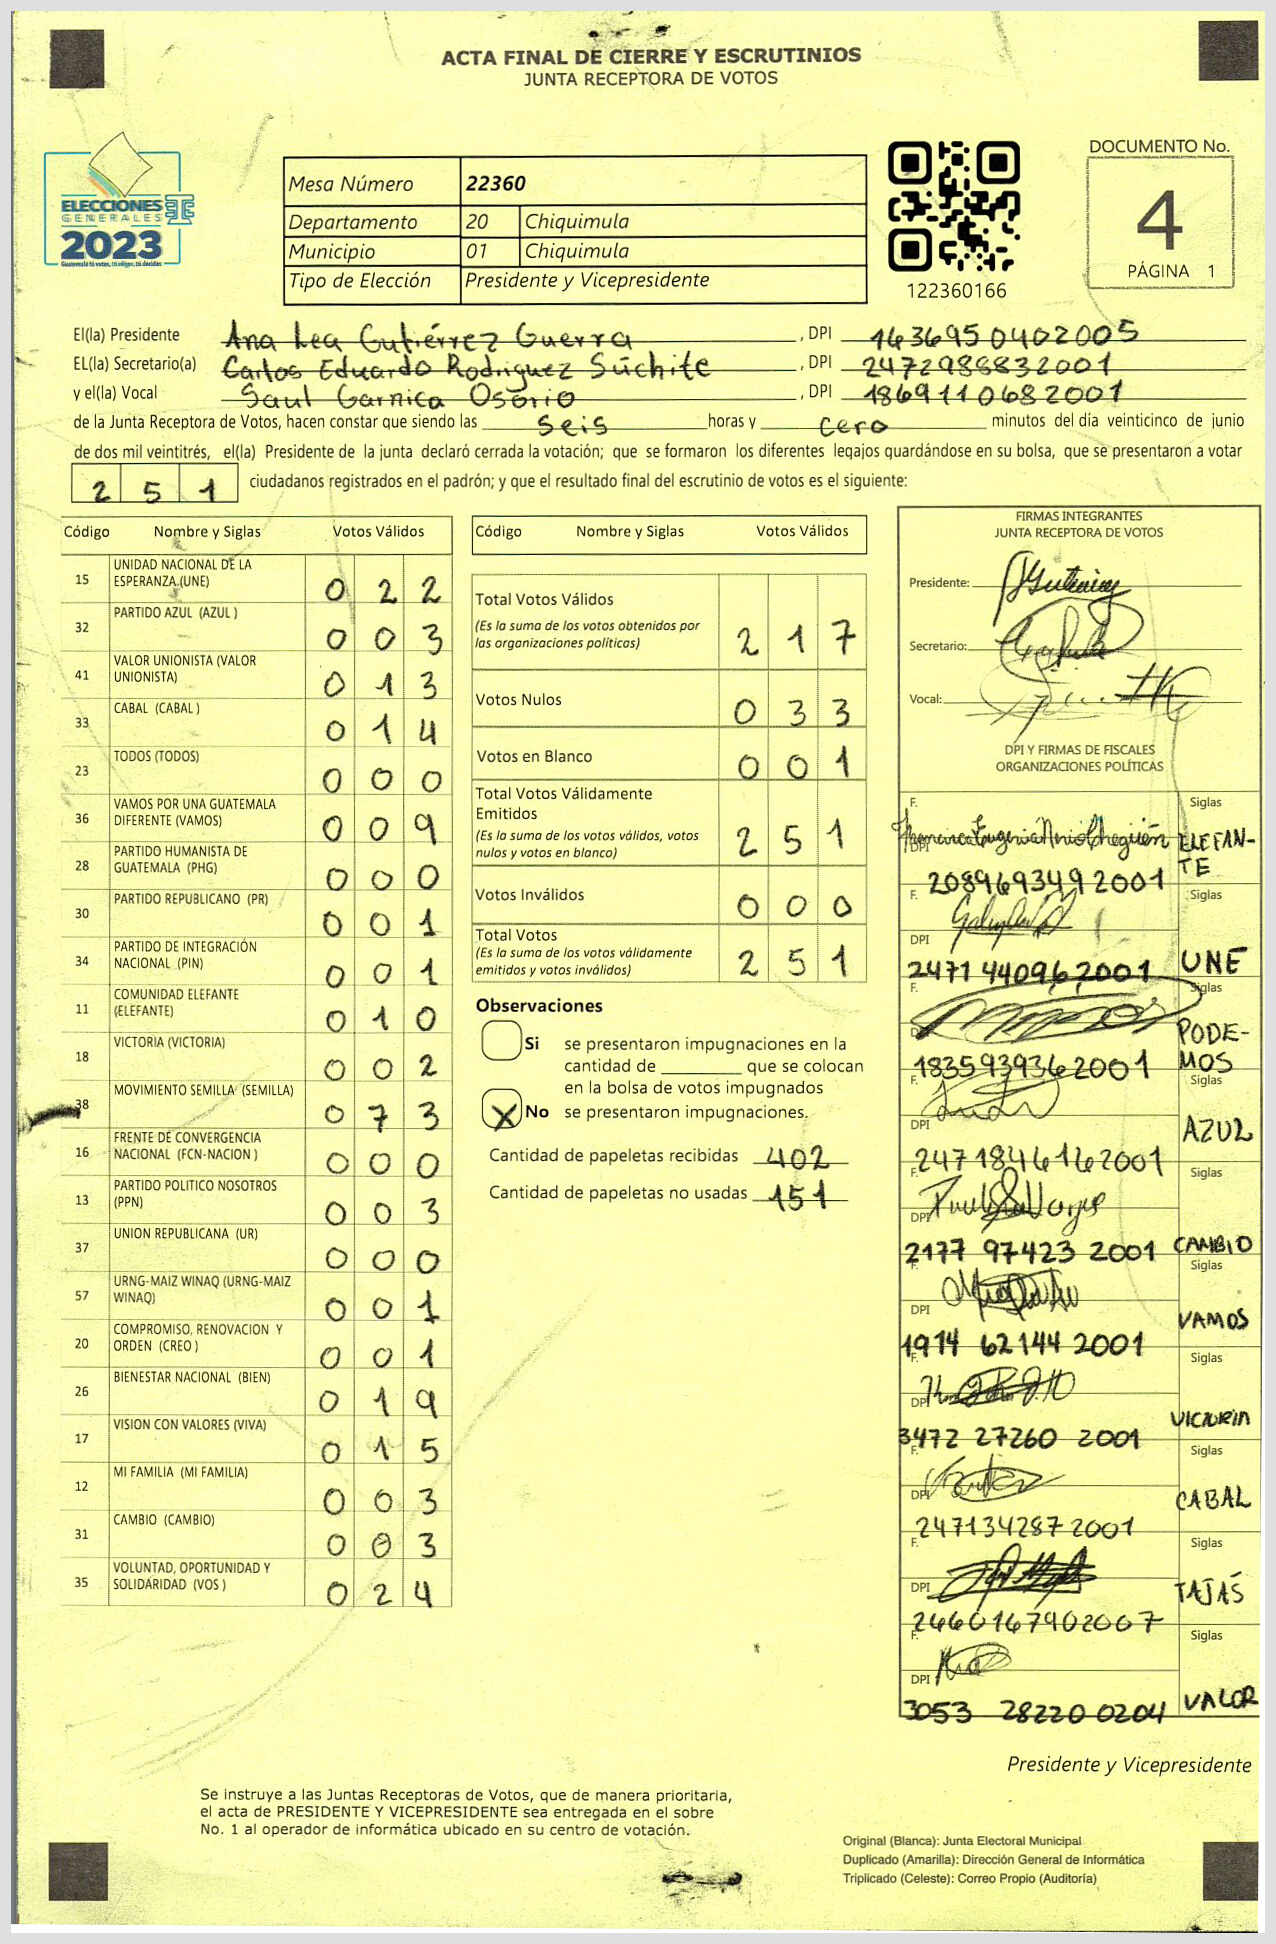 ACTA FINAL DE CIERRE Y ESCRUTINIOS
JUNTA RECEPTORA DE VOTOS
ELECCIONES
GENERALES
2023
Guatemala tú votas, tú eliges, tú decides
Mesa Número 22360
Departamento 20 Chiquimula
Municipio 01 Chiquimula
Tipo de Elección Presidente y Vicepresidente
122360166
DOCUMENTO No.
4
PÁGINA 1
El(la) Presidente Ana Lea Gutiérrez Guerra , DPI 1436950402005
EL(la) Secretario(a) Carlos Eduardo Rodriguez Súchite , DPI 2472988832001
y el(la) Vocal Saul Garnica Osorio , DPI 1869110682001
de la Junta Receptora de Votos, hacen constar que siendo las seis horas y cero minutos del día veinticinco de junio
de dos mil veintitrés, el(la) Presidente de la junta declaró cerrada la votación; que se formaron los diferentes legajos quardándose en su bolsa, que se presentaron a votar
2 5 1 ciudadanos registrados en el padrón; y que el resultado final del escrutinio de votos es el siguiente:
Código Nombre y Siglas Votos Válidos
15 UNIDAD NACIONAL DE LA ESPERANZA (UNE) 0 2 2
32 PARTIDO AZUL (AZUL ) 0 0 3
41 VALOR UNIONISTA (VALOR UNIONISTA) 0 1 3
33 CABAL (CABAL ) 0 1 4
23 TODOS (TODOS) 0 0 0
36 VAMOS POR UNA GUATEMALA DIFERENTE (VAMOS) 0 0 9
28 PARTIDO HUMANISTA DE GUATEMALA (PHG) 0 0 0
30 PARTIDO REPUBLICANO (PR) 0 0 1
34 PARTIDO DE INTEGRACIÓN NACIONAL (PIN) 0 0 1
11 COMUNIDAD ELEFANTE (ELEFANTE) 0 1 0
18 VICTORIA (VICTORIA) 0 0 2
38 MOVIMIENTO SEMILLA (SEMILLA) 0 7 3
16 FRENTE DE CONVERGENCIA NACIONAL (FCN-NACION ) 0 0 0
13 PARTIDO POLITICO NOSOTROS (PPN) 0 0 3
37 UNION REPUBLICANA (UR) 0 0 0
57 URNG-MAIZ WINAQ (URNG-MAIZ WINAQ) 0 0 1
20 COMPROMISO, RENOVACION Y ORDEN (CREO ) 0 0 1
26 BIENESTAR NACIONAL (BIEN) 0 1 9
17 VISION CON VALORES (VIVA) 0 1 5
12 MI FAMILIA (MI FAMILIA) 0 0 3
31 CAMBIO (CAMBIO) 0 0 3
35 VOLUNTAD, OPORTUNIDAD Y SOLIDARIDAD (VOS ) 0 2 4
Código Nombre y Siglas Votos Válidos
Total Votos Válidos 2 1 7
(Es la suma de los votos obtenidos por
las organizaciones políticas)
Votos Nulos 0 3 3
Votos en Blanco 0 0 1
Total Votos Válidamente
Emitidos 2 5 1
(Es la suma de los votos válidos, votos
nulos y votos en blanco)
Votos Inválidos 0 0 0
Total Votos 2 5 1
(Es la suma de los votos válidamente
emitidos y votos inválidos)
Observaciones
Si se presentaron impugnaciones en la
cantidad de ________ que se colocan
en la bolsa de votos impugnados
X No se presentaron impugnaciones.
Cantidad de papeletas recibidas 402
Cantidad de papeletas no usadas 151
FIRMAS INTEGRANTES
JUNTA RECEPTORA DE VOTOS
Presidente:
Secretario:
Vocal:
DPI Y FIRMAS DE FISCALES
ORGANIZACIONES POLÍTICAS
F. Siglas
DPI ELEFAN-
TE
2089693492001
F. Siglas
DPI
2471440962001 UNE
F. Siglas
PODE-
MOS
1835939362001
F. Siglas
DPI AZUL
2471846162001
Siglas
DPI
2177 97423 2001 CAMBIO
F. Siglas
DPI VAMOS
1914 62144 2001
F. Siglas
DPI VICTORIA
3472 27260 2001
Siglas
DPI CABAL
2471342872001
F. Siglas
DPI TAJAS
2660167902007
F. Siglas
DPI
3053 28220 0204 VALOR
Presidente y Vicepresidente
Se instruye a las Juntas Receptoras de Votos, que de manera prioritaria,
el acta de PRESIDENTE Y VICEPRESIDENTE sea entregada en el sobre
No. 1 al operador de informática ubicado en su centro de votación.
Original (Blanca): Junta Electoral Municipal
Duplicado (Amarilla): Dirección General de Informática
Triplicado (Celeste): Correo Propio (Auditoría)